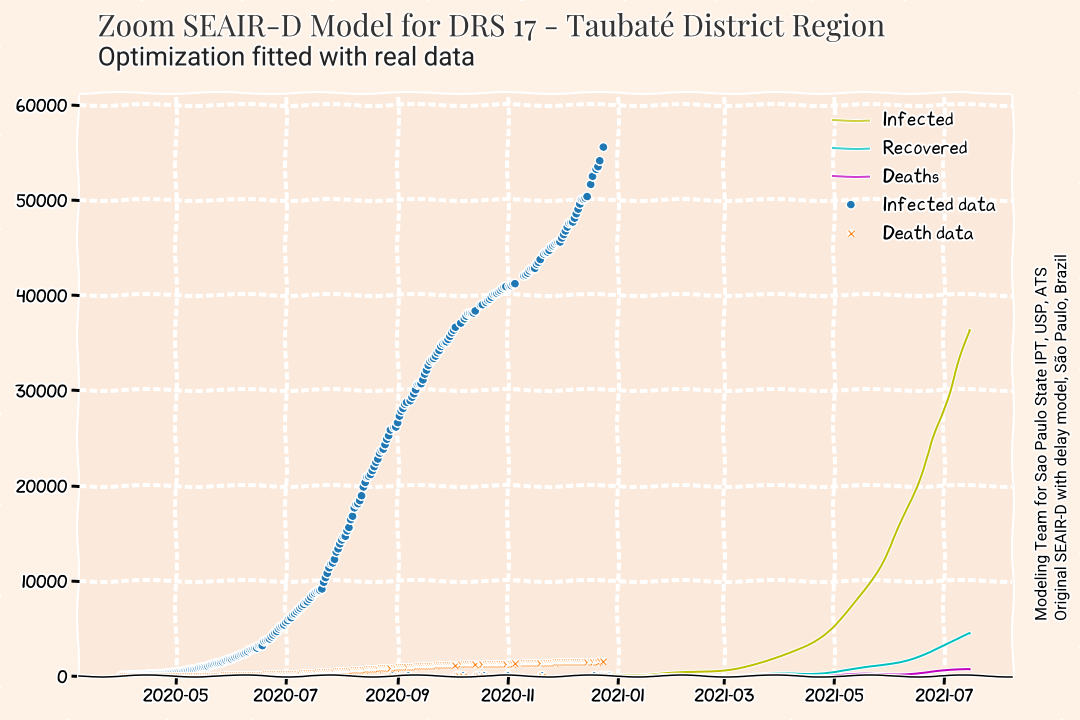 Zoom SEAIR-D Model for DRS 17 - Taubaté District Region
Optimization fitted with real data
60000
50000
40000
30000
20000
10000
0
2020-05
2020-07
2020-09
2020-11
2021-01
2021-03
2021-05
2021-07
Infected
Recovered
Deaths
Infected data
Death data
Modeling Team for Sao Paulo State IPT, USP, ATS
Original SEAIR-D with delay model, São Paulo, Brazil